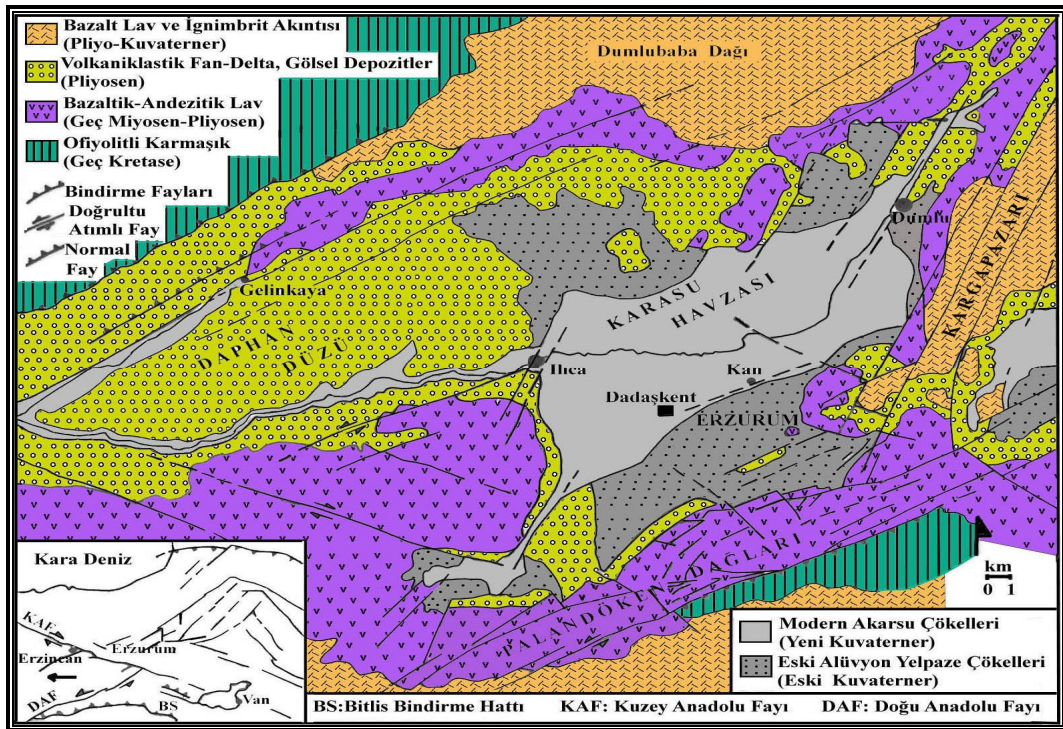 Bazalt Lav ve İgnimbrit Akıntısı
(Pliyo-Kuvaterner)
Volkaniklastik Fan-Delta, Gölsel Depozitler
(Pliyosen)
Bazaltik-Andezitik Lav
(Geç Miyosen-Pliyosen)
Ofiyolitli Karmaşık
(Geç Kretase)
Bindirme Fayları
Doğrultu
Atımlı Fay
Normal
Fay
Dumlubaba Dağı
Dumlu
KARGAPAZARI
Gelinkaya
KARASU
HAVZASI
DAPHAN
DÜZÜ
Ilıca
Kan
Dadaşkent
ERZURUM
PALANDÖKEN DAĞLARI
km
0 1
Kara Deniz
KAF
Erzincan
Erzurum
DAF
BS
Van
Modern Akarsu Çökelleri
(Yeni Kuvaterner)
Eski Alüvyon Yelpaze Çökelleri
(Eski Kuvaterner)
BS:Bitlis Bindirme Hattı KAF: Kuzey Anadolu Fayı DAF: Doğu Anadolu Fayı